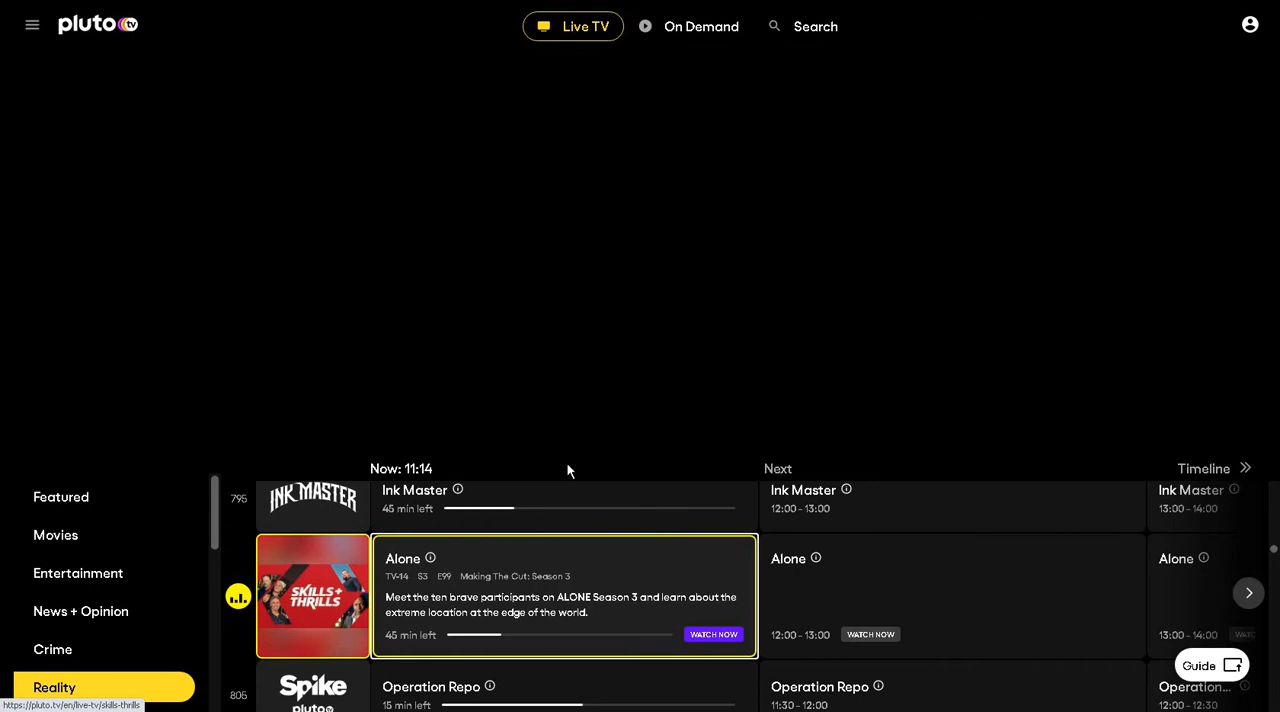 pluto tv
Live TV
On Demand
Search
Now: 11:14
Next
Timeline
Featured
Movies
Entertainment
News + Opinion
Crime
Reality
795
INK MASTER
Ink Master
45 min left
Ink Master
12:00 - 13:00
Ink Master
13:00 - 14:00
SKILLS+
THRILLS
Alone
TV-14 S3 E99 Making The Cut: Season 3
Meet the ten brave participants on ALONE Season 3 and learn about the
extreme location at the edge of the world.
45 min left
WATCH NOW
Alone
12:00 - 13:00
WATCH NOW
Alone
13:00 - 14:00
WATC
805
Spike
pluto tv
Operation Repo
15 min left
Operation Repo
11:30 - 12:00
Operation...
12:00 - 12:30
Guide
https://pluto.tv/en/live-tv/skills-thrills